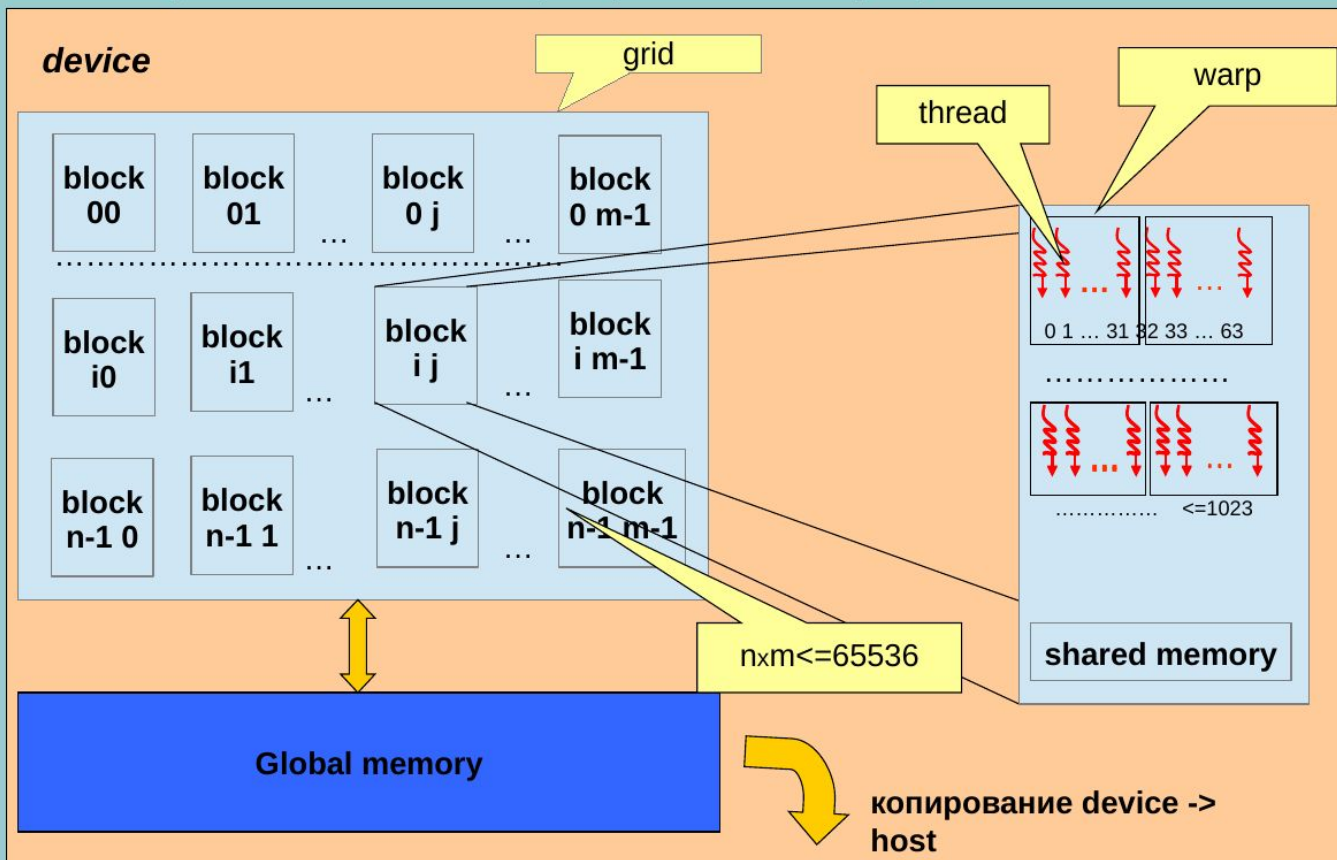 device
grid
warp
thread
block
00
block
01
…
block
0 j
…
block
0 m-1
……………………………………………
block
i0
block
i1
…
block
i j
…
block
i m-1
block
n-1 0
block
n-1 1
…
block
n-1 j
…
block
n-1 m-1
0 1 … 31 32 33 … 63
………………
…………… <=1023
shared memory
nxm<=65536
Global memory
копирование device ->
host